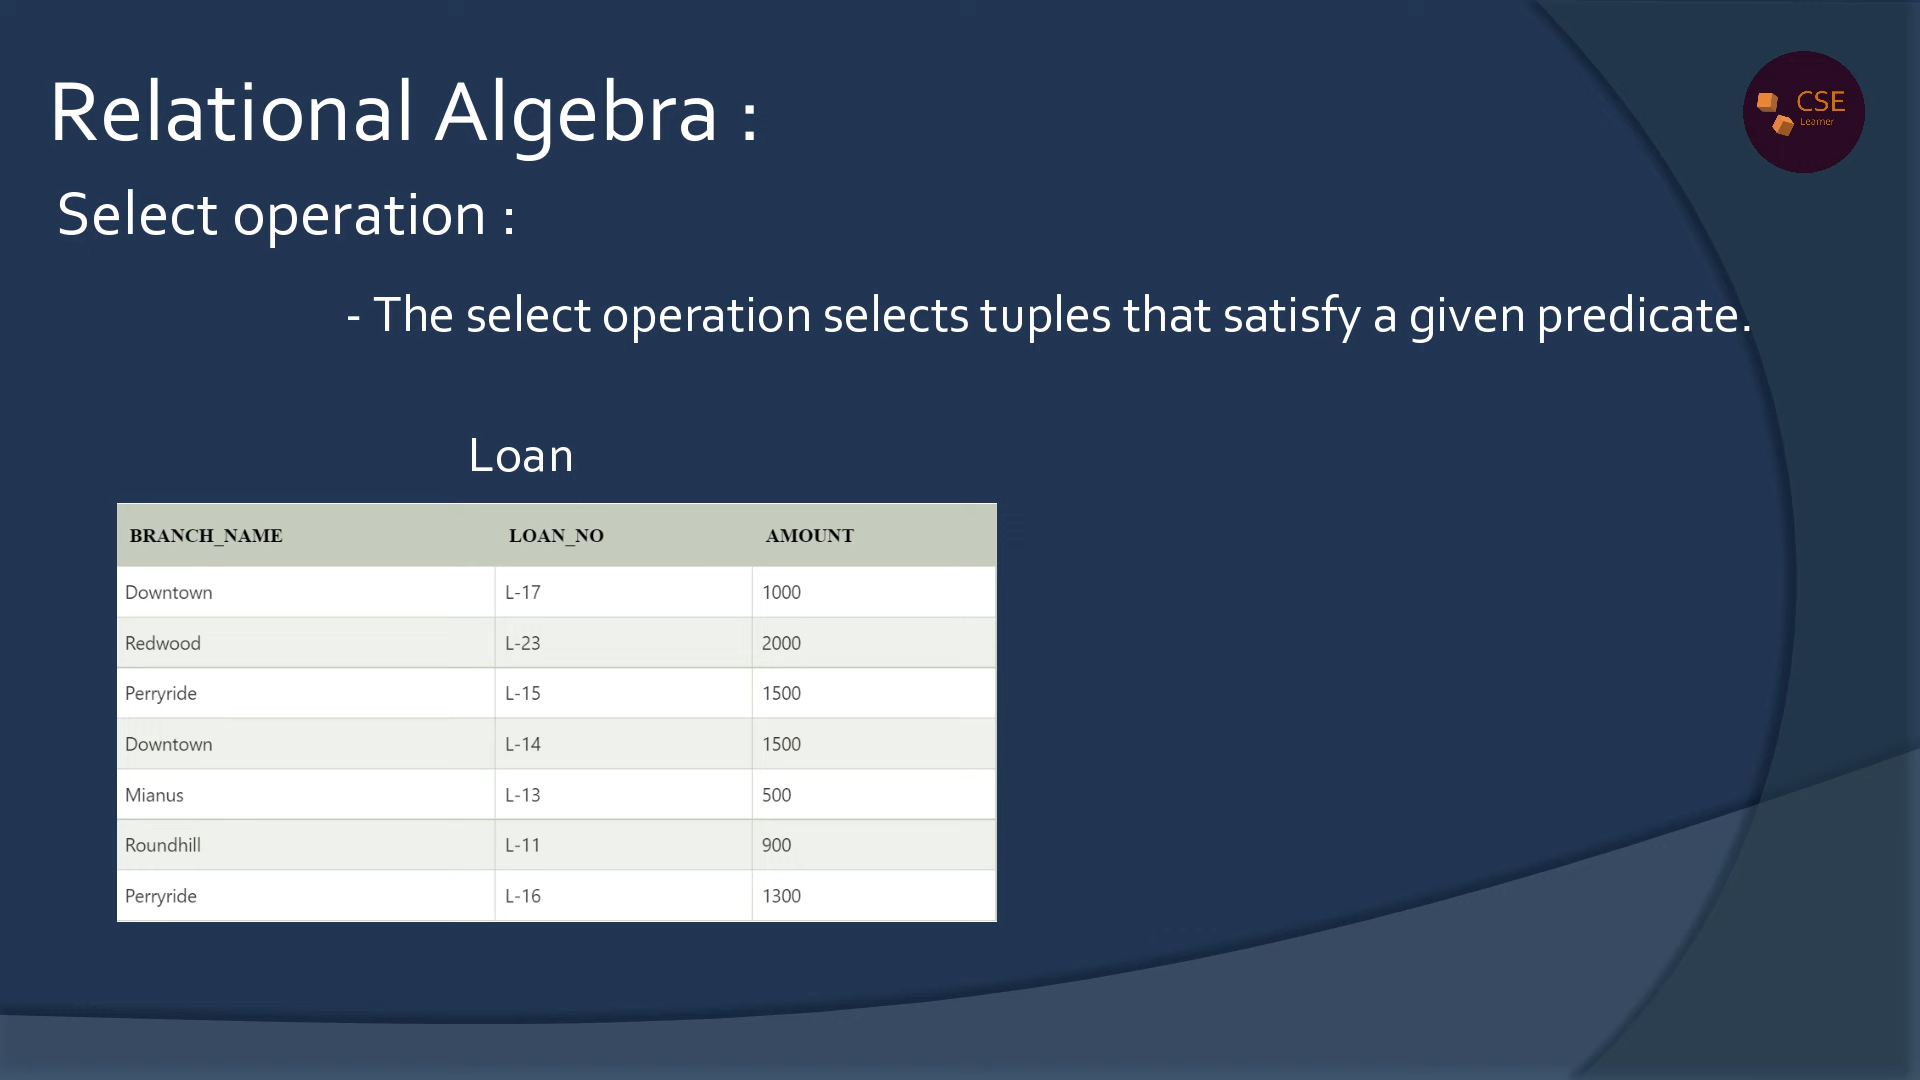 Relational Algebra :
CSE
Learner
Select operation :
- The select operation selects tuples that satisfy a given predicate.
Loan
BRANCH_NAME LOAN_NO AMOUNT
Downtown L-17 1000
Redwood L-23 2000
Perryride L-15 1500
Downtown L-14 1500
Mianus L-13 500
Roundhill L-11 900
Perryride L-16 1300